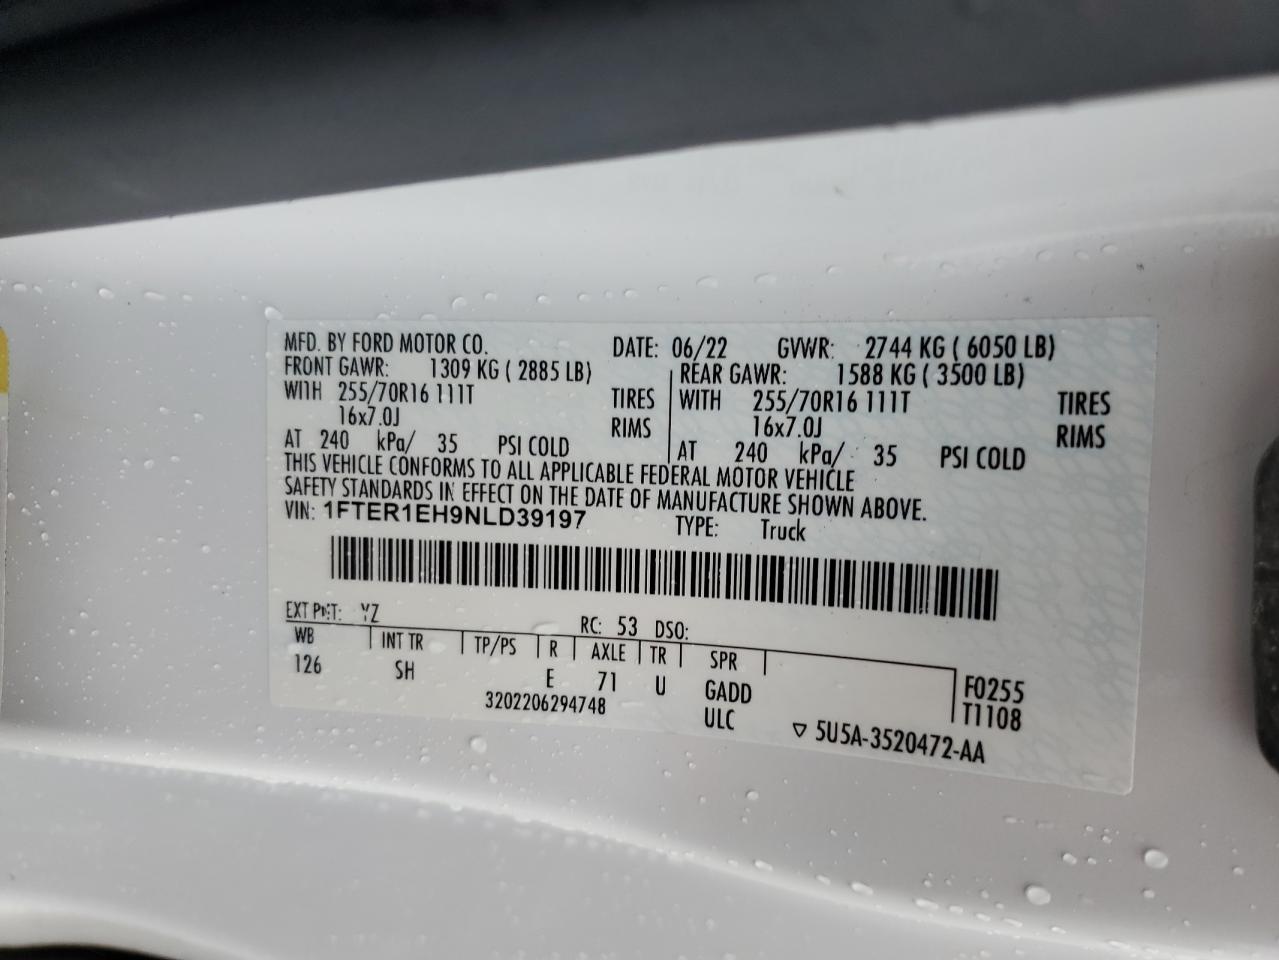 MFD. BY FORD MOTOR CO. DATE: 06/22 GVWR: 2744 KG ( 6050 LB)
FRONT GAWR: 1309 KG ( 2885 LB) REAR GAWR: 1588 KG ( 3500 LB)
WITH 255/70R16 111T TIRES WITH 255/70R16 111T TIRES
16x7.0J RIMS 16x7.0J RIMS
AT 240 kPa/ 35 PSI COLD AT 240 kPa/ 35 PSI COLD
THIS VEHICLE CONFORMS TO ALL APPLICABLE FEDERAL MOTOR VEHICLE
SAFETY STANDARDS IN EFFECT ON THE DATE OF MANUFACTURE SHOWN ABOVE.
VIN: 1FTER1EH9NLD39197 TYPE: Truck
EXT PNT: YZ RC: 53 DSO:
WB INT TR TP/PS R AXLE TR SPR
126 SH E 71 U GADD F0255
3202206294748 ULC T1108
▽ 5U5A-3520472-AA